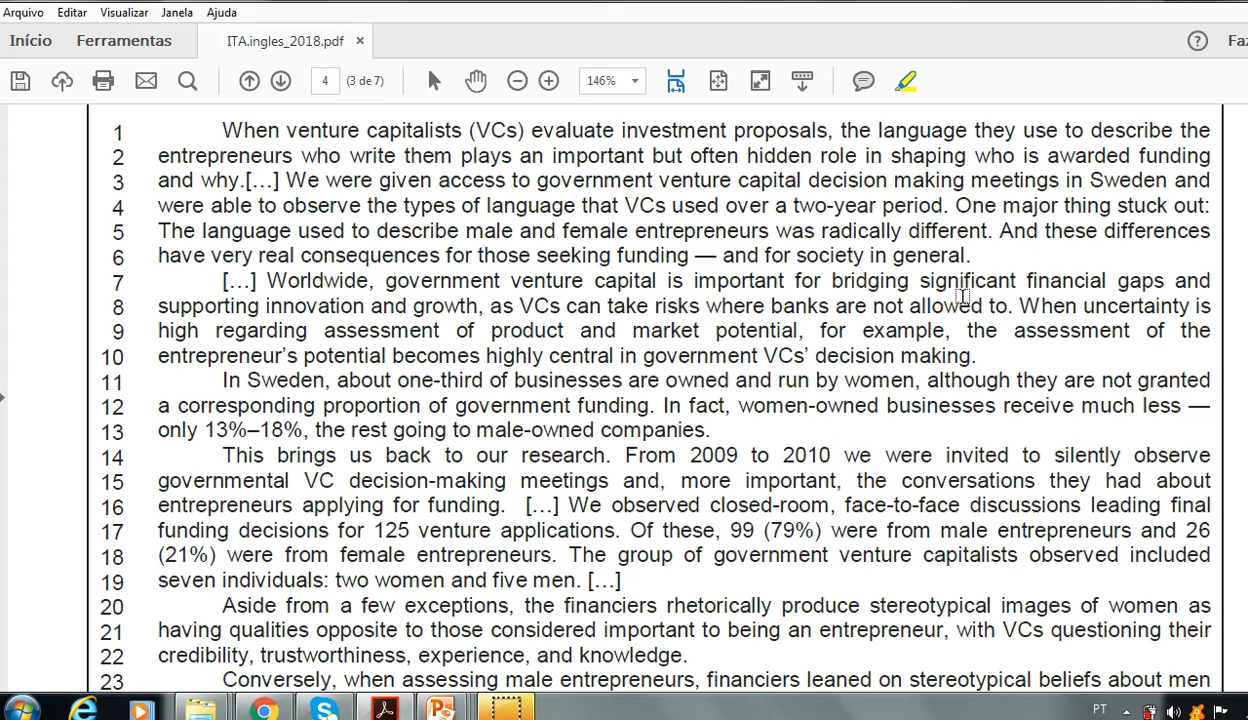 Arquivo Editar Visualizar Janela Ajuda
Início Ferramentas ITA.ingles_2018.pdf ×
4 (3 de 7) 146%
1 When venture capitalists (VCs) evaluate investment proposals, the language they use to describe the
2 entrepreneurs who write them plays an important but often hidden role in shaping who is awarded funding
3 and why.[…] We were given access to government venture capital decision making meetings in Sweden and
4 were able to observe the types of language that VCs used over a two-year period. One major thing stuck out:
5 The language used to describe male and female entrepreneurs was radically different. And these differences
6 have very real consequences for those seeking funding — and for society in general.
7 […] Worldwide, government venture capital is important for bridging significant financial gaps and
8 supporting innovation and growth, as VCs can take risks where banks are not allowed to. When uncertainty is
9 high regarding assessment of product and market potential, for example, the assessment of the
10 entrepreneur's potential becomes highly central in government VCs' decision making.
11 In Sweden, about one-third of businesses are owned and run by women, although they are not granted
12 a corresponding proportion of government funding. In fact, women-owned businesses receive much less —
13 only 13%–18%, the rest going to male-owned companies.
14 This brings us back to our research. From 2009 to 2010 we were invited to silently observe
15 governmental VC decision-making meetings and, more important, the conversations they had about
16 entrepreneurs applying for funding. […] We observed closed-room, face-to-face discussions leading final
17 funding decisions for 125 venture applications. Of these, 99 (79%) were from male entrepreneurs and 26
18 (21%) were from female entrepreneurs. The group of government venture capitalists observed included
19 seven individuals: two women and five men. […]
20 Aside from a few exceptions, the financiers rhetorically produce stereotypical images of women as
21 having qualities opposite to those considered important to being an entrepreneur, with VCs questioning their
22 credibility, trustworthiness, experience, and knowledge.
23 Conversely, when assessing male entrepreneurs, financiers leaned on stereotypical beliefs about men
PT